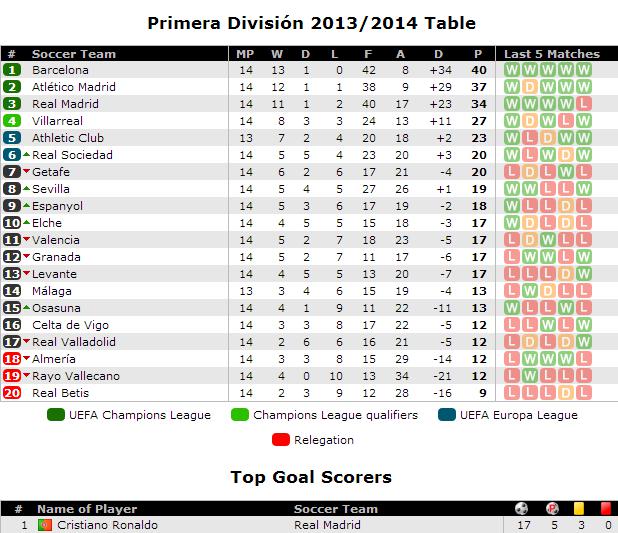 Primera División 2013/2014 Table
# Soccer Team MP W D L F A D P Last 5 Matches
1 Barcelona 14 13 1 0 42 8 +34 40 W W W W W
2 Atlético Madrid 14 12 1 1 38 9 +29 37 W D W W W
3 Real Madrid 14 11 1 2 40 17 +23 34 W W W W L
4 Villarreal 14 8 3 3 24 13 +11 27 W D W L W
5 Athletic Club 13 7 2 4 20 18 +2 23 W L D W W
6 Real Sociedad 14 5 5 4 23 20 +3 20 W L W D W
7 Getafe 14 6 2 6 17 21 -4 20 L D L W L
8 Sevilla 14 5 4 5 27 26 +1 19 W W L L W
9 Espanyol 14 5 3 6 17 19 -2 18 W L L D L
10 Elche 14 4 5 5 15 18 -3 17 W D L D W
11 Valencia 14 5 2 7 18 23 -5 17 L D W L L
12 Granada 14 5 2 7 11 17 -6 17 L W W L W
13 Levante 14 4 5 5 13 20 -7 17 L L L D W
14 Málaga 13 3 4 6 15 19 -4 13 L W D L L
15 Osasuna 14 4 1 9 11 22 -11 13 W L L W L
16 Celta de Vigo 14 3 3 8 17 22 -5 12 L L W L W
17 Real Valladolid 14 2 6 6 16 21 -5 12 L D L D W
18 Almería 14 3 3 8 15 29 -14 12 L W W W L
19 Rayo Vallecano 14 4 0 10 13 34 -21 12 L W L L L
20 Real Betis 14 2 3 9 12 28 -16 9 L L L D L
UEFA Champions League Champions League qualifiers UEFA Europa League
Relegation
Top Goal Scorers
# Name of Player Soccer Team
1 Cristiano Ronaldo Real Madrid 17 5 3 0